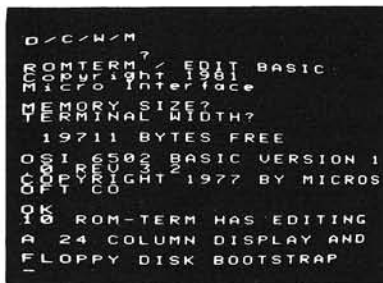 D/C/W/M
?
ROMTERM / EDIT BASIC
Copyright 1981
Micro Interface
MEMORY SIZE?
TERMINAL WIDTH?
19711 BYTES FREE
OSI 6502 BASIC VERSION 1
0 REV 3 2
COPYRIGHT 1977 BY MICROS
OFT CO
OK
10 ROM-TERM HAS EDITING
A 24 COLUMN DISPLAY AND
FLOPPY DISK BOOTSTRAP